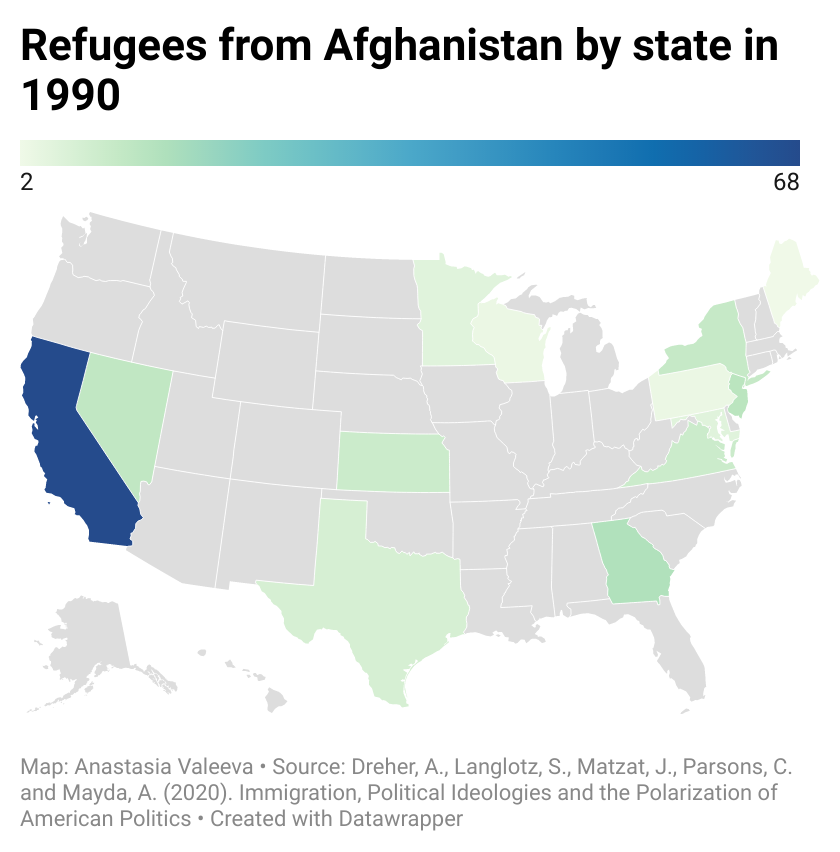 Refugees from Afghanistan by state in
1990
2 68
Map: Anastasia Valeeva • Source: Dreher, A., Langlotz, S., Matzat, J., Parsons, C.
and Mayda, A. (2020). Immigration, Political Ideologies and the Polarization of
American Politics • Created with Datawrapper